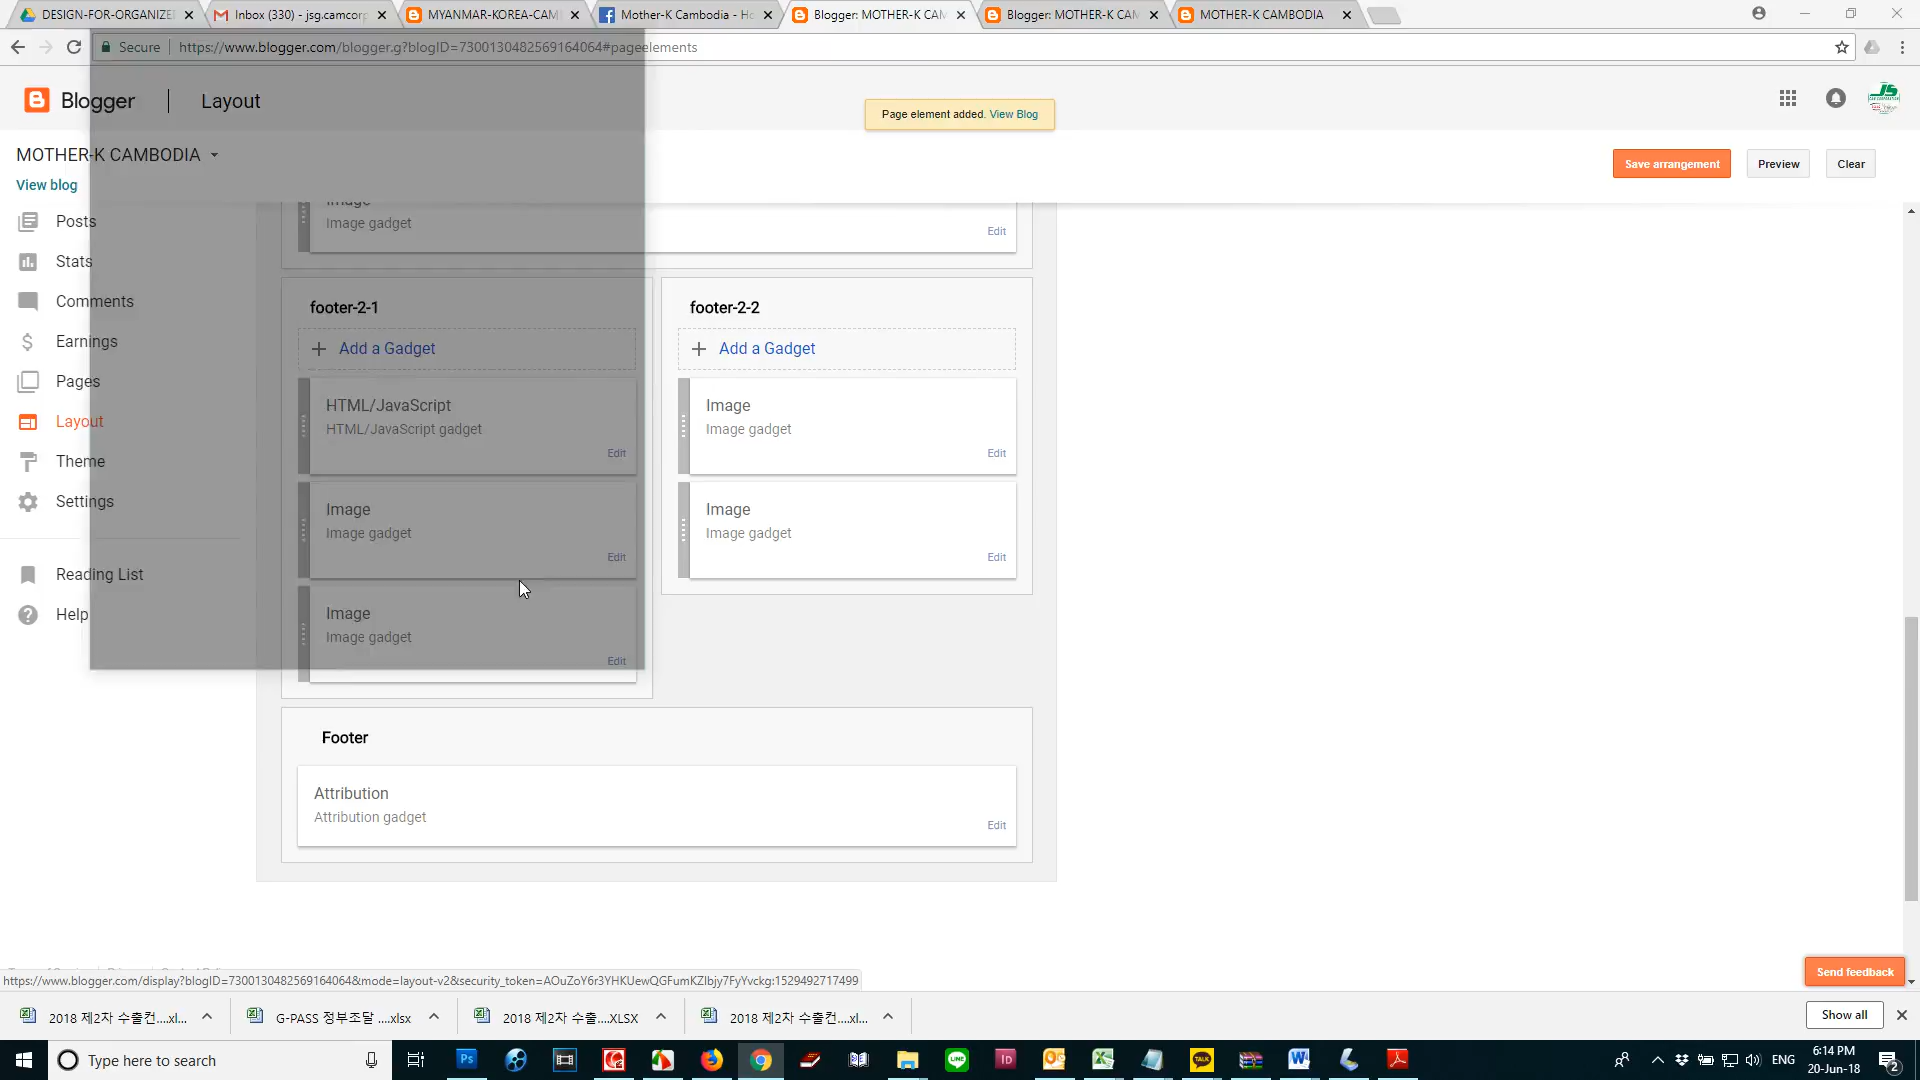 DESIGN-FOR-ORGANIZE
Inbox (330) - jsg.camcorp
MYANMAR-KOREA-CAM
Mother-K Cambodia - Ho
Blogger: MOTHER-K CAM
Blogger: MOTHER-K CAM
MOTHER-K CAMBODIA
Secure
https://www.blogger.com/blogger.g?blogID=7300130482569164064#pageelements
Blogger
Layout
Page element added. View Blog
MOTHER-K CAMBODIA
Save arrangement
Preview
Clear
View blog
Posts
Stats
Comments
Earnings
Pages
Layout
Theme
Settings
Reading List
Help
Image
Image gadget
Edit
footer-2-1
Add a Gadget
HTML/JavaScript
HTML/JavaScript gadget
Edit
Image
Image gadget
Edit
Image
Image gadget
Edit
footer-2-2
Add a Gadget
Image
Image gadget
Edit
Image
Image gadget
Edit
Footer
Attribution
Attribution gadget
Edit
Send feedback
https://www.blogger.com/display?blogID=7300130482569164064&mode=layout-v2&security_token=AOuZoY6r3YHKUewQGFumKZIbjy7FyYvckg:1529492717499
2018 제2차 수출컨....xl...
G-PASS 정부조달 ....xlsx
2018 제2차 수출....XLSX
2018 제2차 수출컨....xl...
Show all
Type here to search
ENG
6:14 PM
20-Jun-18
2